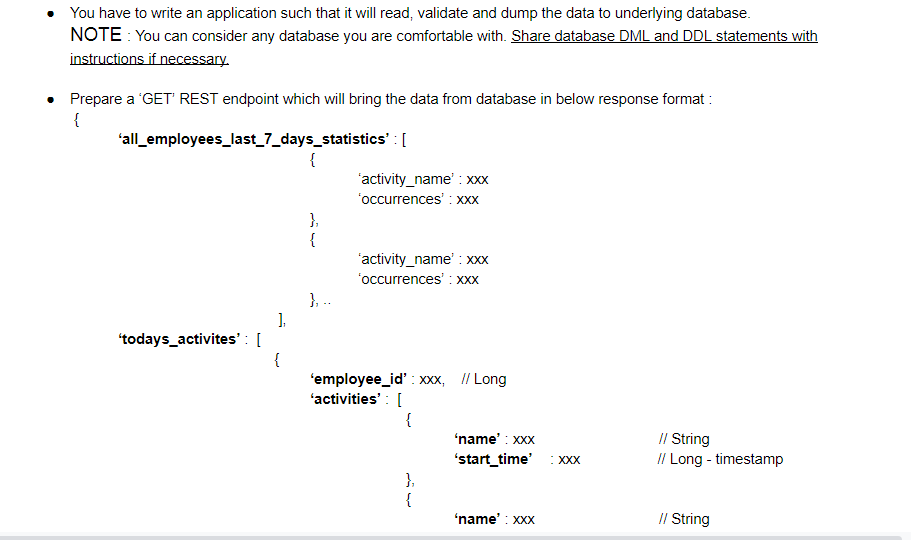 ● You have to write an application such that it will read, validate and dump the data to underlying database.
NOTE : You can consider any database you are comfortable with. Share database DML and DDL statements with
instructions if necessary.
● Prepare a ‘GET’ REST endpoint which will bring the data from database in below response format :
{
‘all_employees_last_7_days_statistics’ : [
{
‘activity_name’ : xxx
‘occurrences’ : xxx
},
{
‘activity_name’ : xxx
‘occurrences’ : xxx
}, ..
],
‘todays_activites’ : [
{
‘employee_id’ : xxx, // Long
‘activities’ : [
{
‘name’ : xxx // String
‘start_time’ : xxx // Long - timestamp
},
{
‘name’ : xxx // String